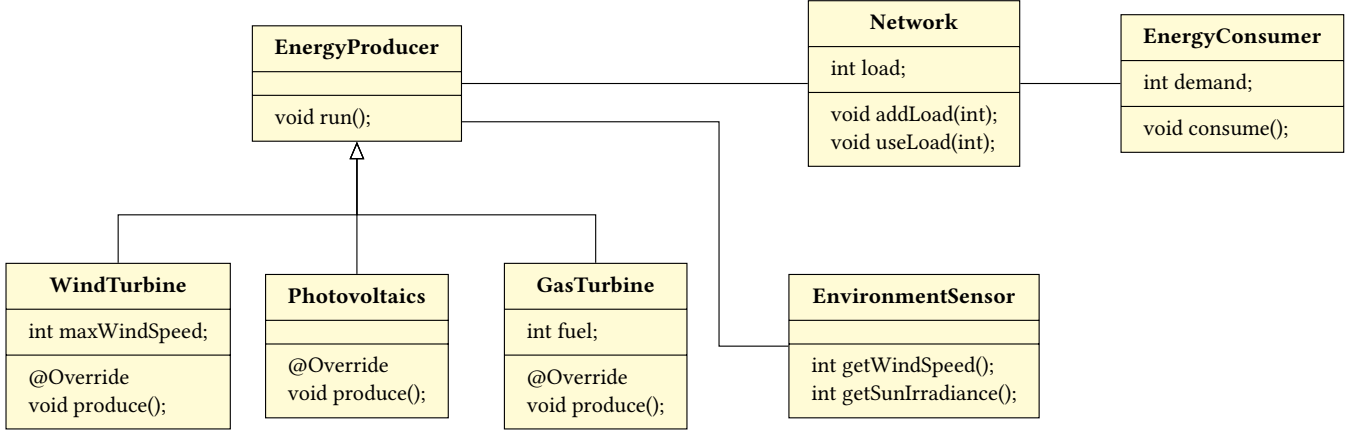 EnergyProducer
void run();
Network
int load;
void addLoad(int);
void useLoad(int);
EnergyConsumer
int demand;
void consume();
WindTurbine
int maxWindSpeed;
@Override
void produce();
Photovoltaics
@Override
void produce();
GasTurbine
int fuel;
@Override
void produce();
EnvironmentSensor
int getWindSpeed();
int getSunIrradiance();